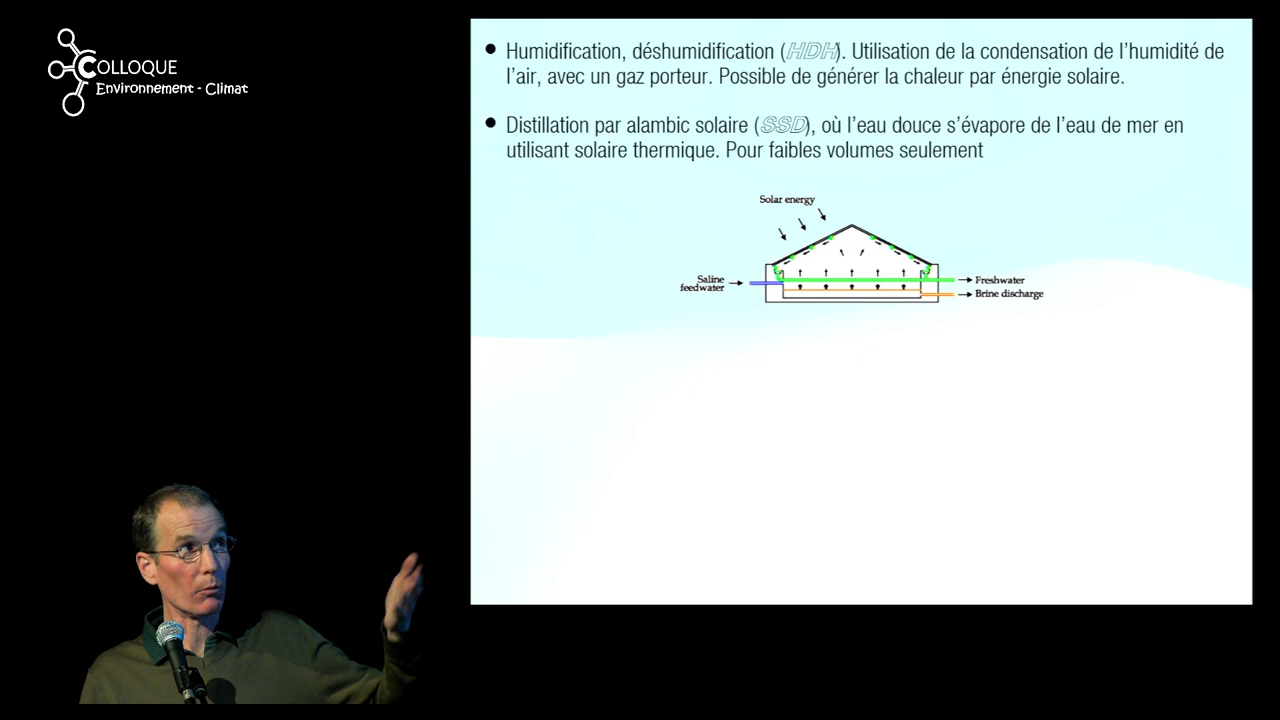 COLLOQUE
Environnement - Climat
• Humidification, déshumidification (HDH). Utilisation de la condensation de l’humidité de
l’air, avec un gaz porteur. Possible de générer la chaleur par énergie solaire.
• Distillation par alambic solaire (SSD), où l’eau douce s’évapore de l’eau de mer en
utilisant solaire thermique. Pour faibles volumes seulement
Solar energy
Saline
feedwater
Freshwater
Brine discharge